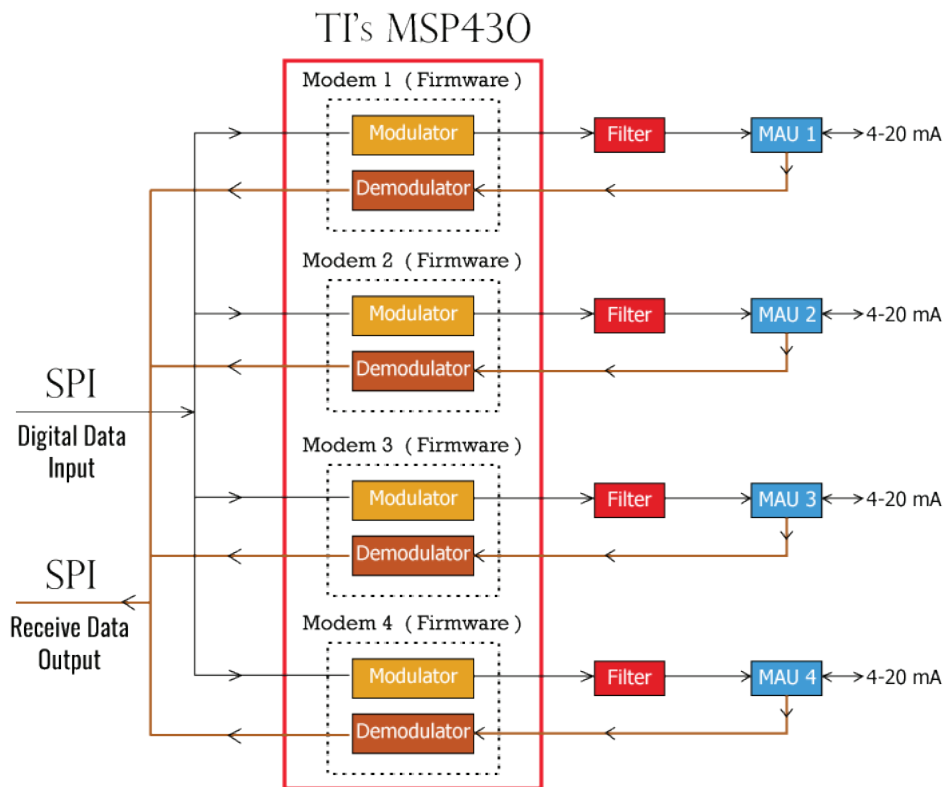 TI's MSP430
Modem 1 ( Firmware )
Modulator
Filter
MAU 1
4-20 mA
Demodulator
Modem 2 ( Firmware )
Modulator
Filter
MAU 2
4-20 mA
Demodulator
SPI
Digital Data
Input
Modem 3 ( Firmware )
Modulator
Filter
MAU 3
4-20 mA
Demodulator
SPI
Receive Data
Output
Modem 4 ( Firmware )
Modulator
Filter
MAU 4
4-20 mA
Demodulator